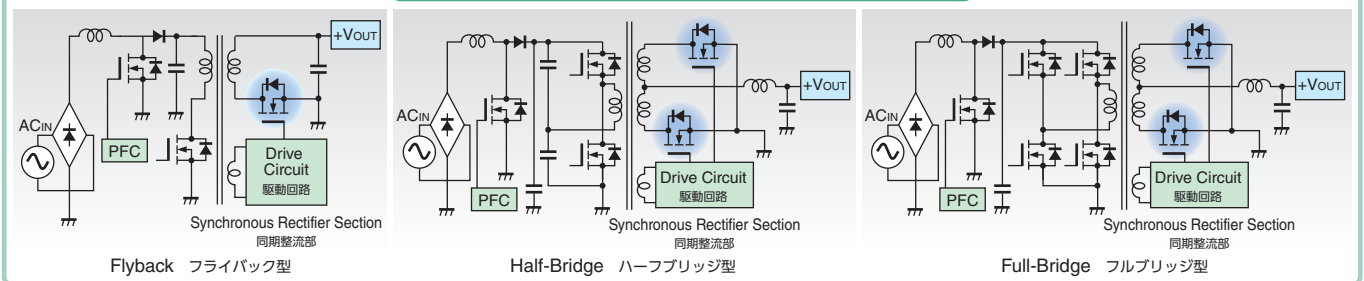 +VOUT
ACIN
PFC
Drive
Circuit
駆動回路
Synchronous Rectifier Section
同期整流部
Flyback フライバック型
+VOUT
ACIN
PFC
Drive Circuit
駆動回路
Synchronous Rectifier Section
同期整流部
Half-Bridge ハーフブリッジ型
+VOUT
ACIN
PFC
Drive Circuit
駆動回路
Synchronous Rectifier Section
同期整流部
Full-Bridge フルブリッジ型